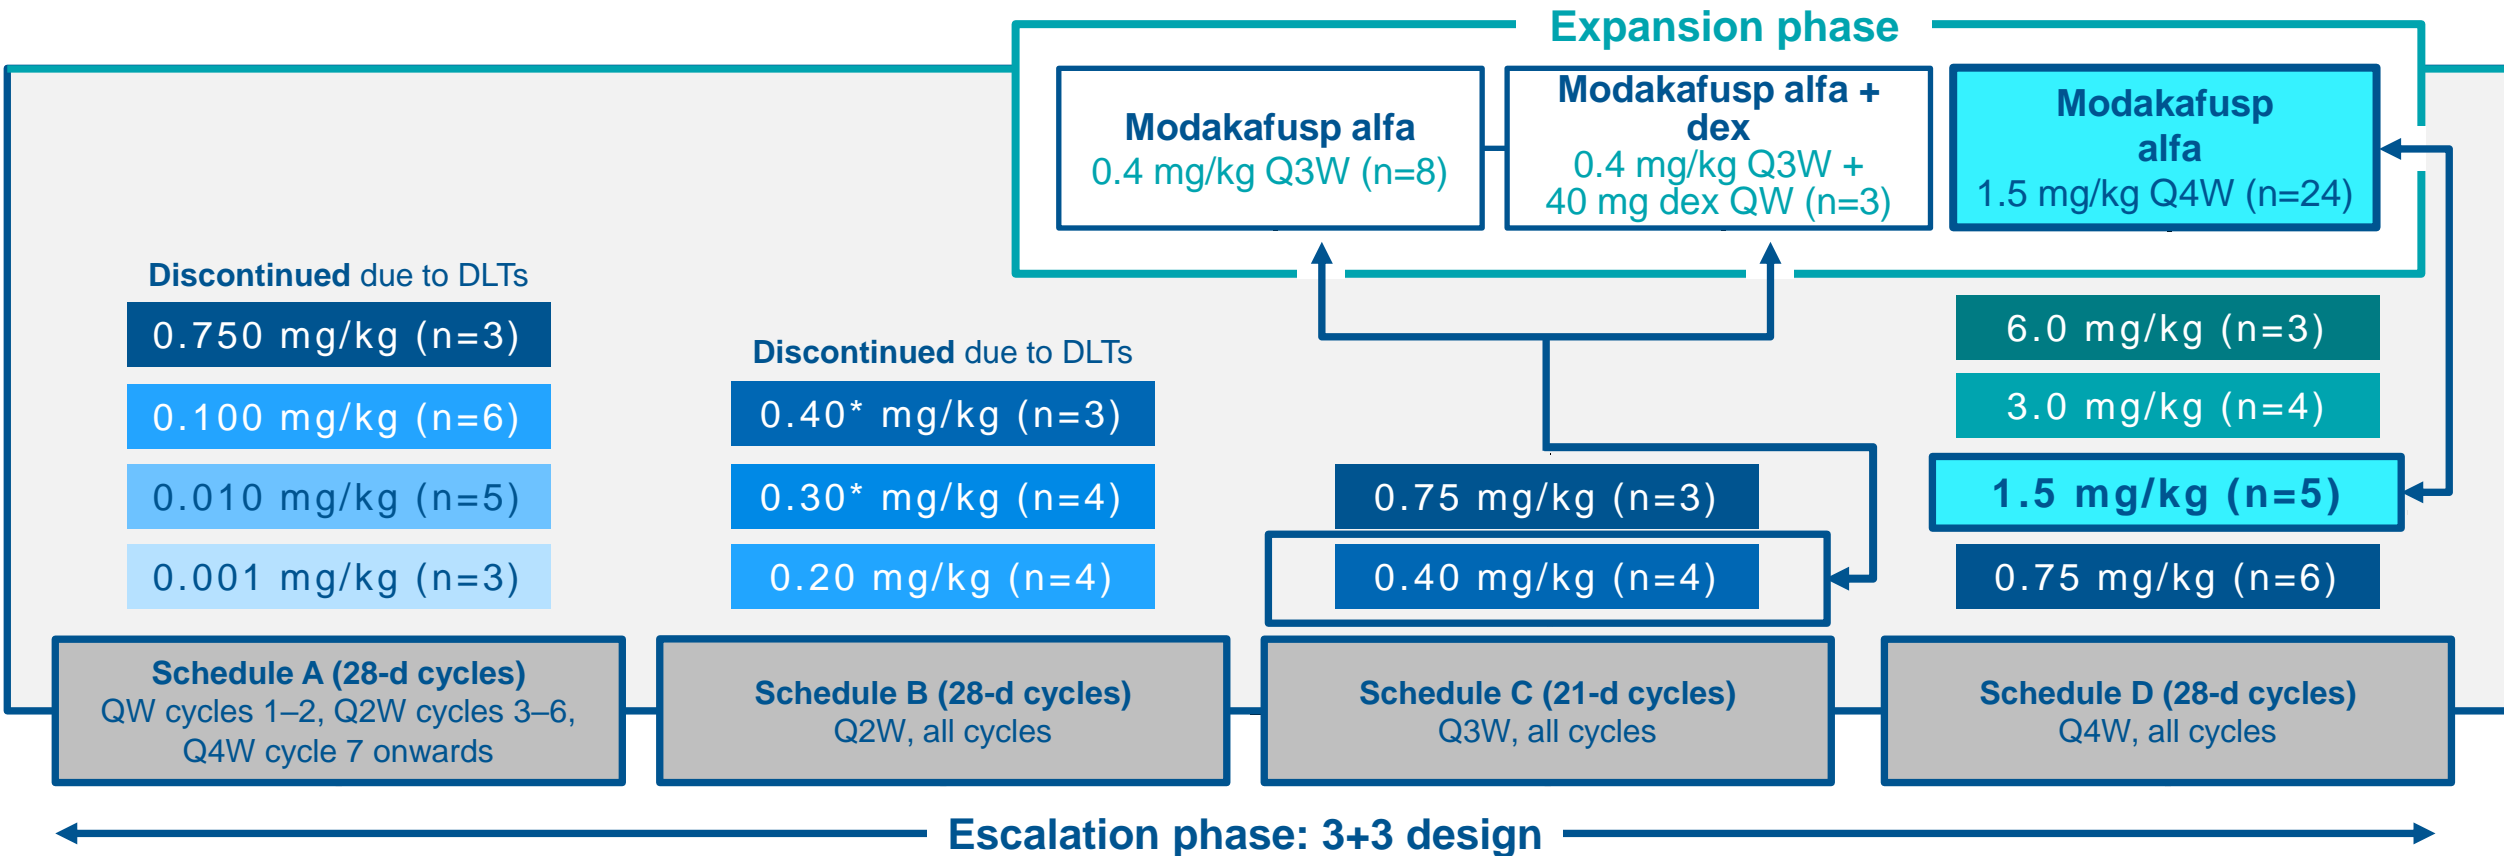 Expansion phase
Modakafusp alfa
0.4 mg/kg Q3W (n=8)
Modakafusp alfa +
dex
0.4 mg/kg Q3W +
40 mg dex QW (n=3)
Modakafusp
alfa
1.5 mg/kg Q4W (n=24)
Discontinued due to DLTs
0.750 mg/kg (n=3)
0.100 mg/kg (n=6)
0.010 mg/kg (n=5)
0.001 mg/kg (n=3)
Schedule A (28-d cycles)
QW cycles 1–2, Q2W cycles 3–6,
Q4W cycle 7 onwards
Discontinued due to DLTs
0.40* mg/kg (n=3)
0.30* mg/kg (n=4)
0.20 mg/kg (n=4)
Schedule B (28-d cycles)
Q2W, all cycles
0.75 mg/kg (n=3)
0.40 mg/kg (n=4)
Schedule C (21-d cycles)
Q3W, all cycles
6.0 mg/kg (n=3)
3.0 mg/kg (n=4)
1.5 mg/kg (n=5)
0.75 mg/kg (n=6)
Schedule D (28-d cycles)
Q4W, all cycles
Escalation phase: 3+3 design